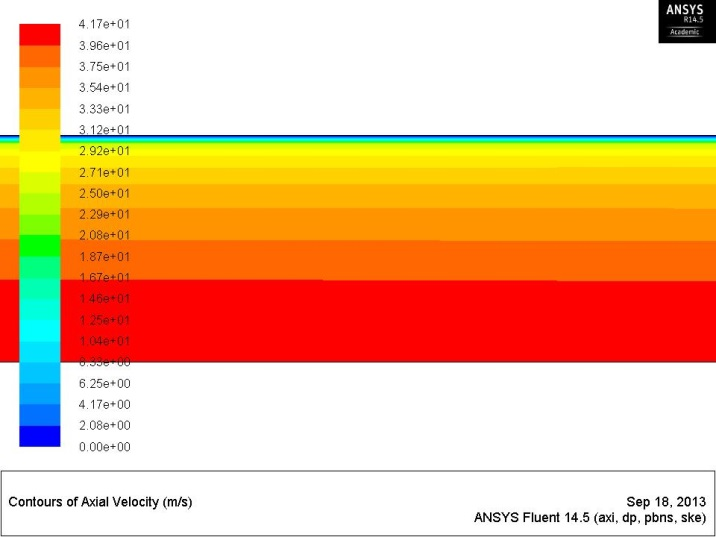 ANSYS
R14.5
Academic
4.17e+01
3.96e+01
3.75e+01
3.54e+01
3.33e+01
3.12e+01
2.92e+01
2.71e+01
2.50e+01
2.29e+01
2.08e+01
1.87e+01
1.67e+01
1.46e+01
1.25e+01
1.04e+01
8.33e+00
6.25e+00
4.17e+00
2.08e+00
0.00e+00
Contours of Axial Velocity (m/s)
Sep 18, 2013
ANSYS Fluent 14.5 (axi, dp, pbns, ske)